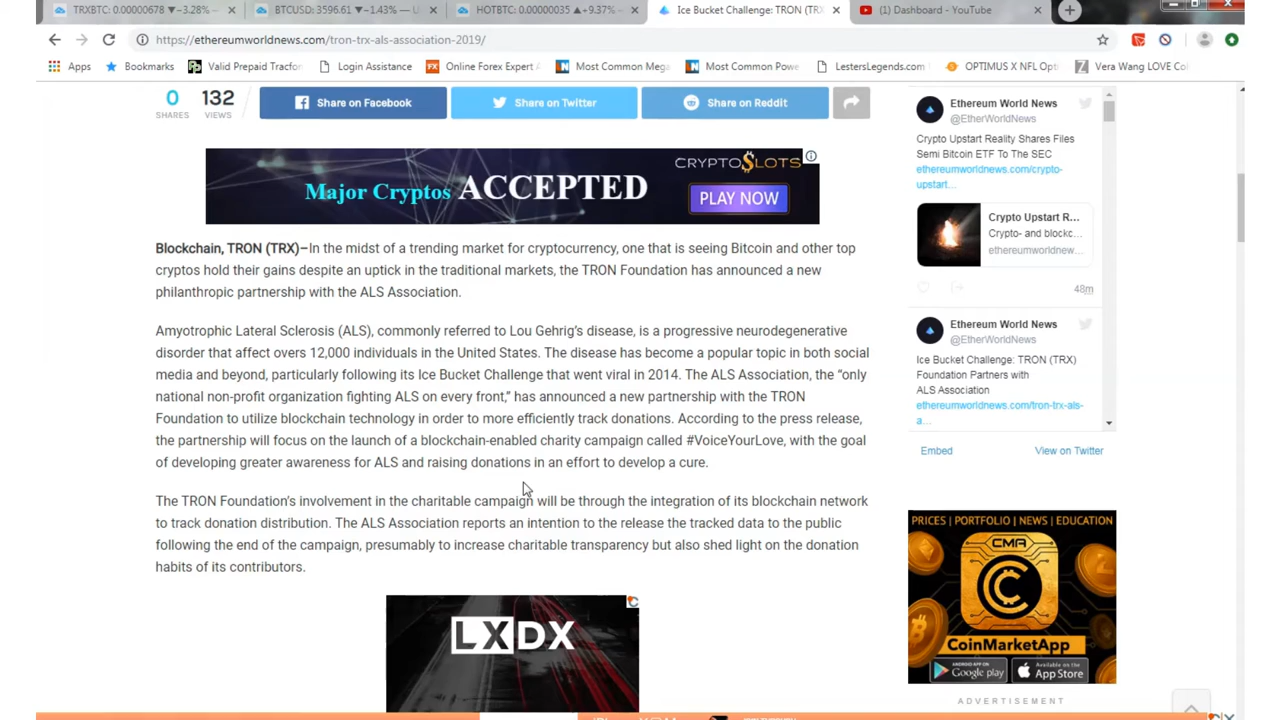 TRXBTC: 0.00000678 ▼−3.28%
BTCUSD: 3596.61 ▼−1.43%
HOTBTC: 0.00000035 ▲+9.37%
Ice Bucket Challenge: TRON (TRX
(1) Dashboard - YouTube
https://ethereumworldnews.com/tron-trx-als-association-2019/
Apps
Bookmarks
Valid Prepaid Tracfo
Login Assistance
Online Forex Expert
Most Common Meg
Most Common Powe
LestersLegends.com
OPTIMUS X NFL Opt
Vera Wang LOVE Co
0
SHARES
132
VIEWS
Share on Facebook
Share on Twitter
Share on Reddit
Major Cryptos ACCEPTED
CRYPTOSLOTS
PLAY NOW
Blockchain, TRON (TRX)–In the midst of a trending market for cryptocurrency, one that is seeing Bitcoin and other top
cryptos hold their gains despite an uptick in the traditional markets, the TRON Foundation has announced a new
philanthropic partnership with the ALS Association.
Amyotrophic Lateral Sclerosis (ALS), commonly referred to Lou Gehrig's disease, is a progressive neurodegenerative
disorder that affect overs 12,000 individuals in the United States. The disease has become a popular topic in both social
media and beyond, particularly following its Ice Bucket Challenge that went viral in 2014. The ALS Association, the "only
national non-profit organization fighting ALS on every front," has announced a new partnership with the TRON
Foundation to utilize blockchain technology in order to more efficiently track donations. According to the press release,
the partnership will focus on the launch of a blockchain-enabled charity campaign called #VoiceYourLove, with the goal
of developing greater awareness for ALS and raising donations in an effort to develop a cure.
The TRON Foundation's involvement in the charitable campaign will be through the integration of its blockchain network
to track donation distribution. The ALS Association reports an intention to the release the tracked data to the public
following the end of the campaign, presumably to increase charitable transparency but also shed light on the donation
habits of its contributors.
LXDX
Ethereum World News
@EtherWorldNews
Crypto Upstart Reality Shares Files
Semi Bitcoin ETF To The SEC
ethereumworldnews.com/crypto-
upstart…
Crypto Upstart R…
Crypto- and blockc…
ethereumworldnew…
48m
Ethereum World News
@EtherWorldNews
Ice Bucket Challenge: TRON (TRX)
Foundation Partners with
ALS Association
ethereumworldnews.com/tron-trx-als-
a…
Embed
View on Twitter
PRICES | PORTFOLIO | NEWS | EDUCATION
CMA
CoinMarketApp
ANDROID APP ON
Google play
Available on the
App Store
ADVERTISEMENT